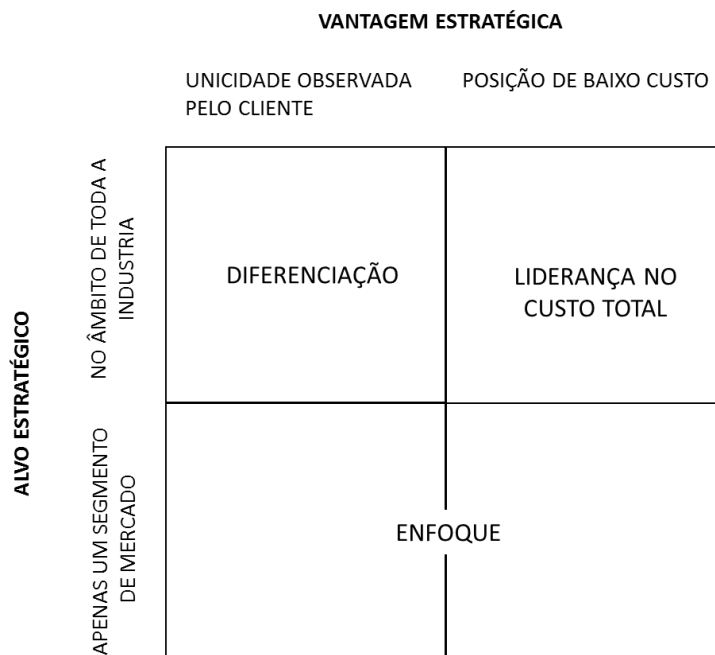 VANTAGEM ESTRATÉGICA
UNICIDADE OBSERVADA
PELO CLIENTE
POSIÇÃO DE BAIXO CUSTO
ALVO ESTRATÉGICO
NO ÂMBITO DE TODA A
INDUSTRIA
DIFERENCIAÇÃO
LIDERANÇA NO
CUSTO TOTAL
APENAS UM SEGMENTO
DE MERCADO
ENFOQUE